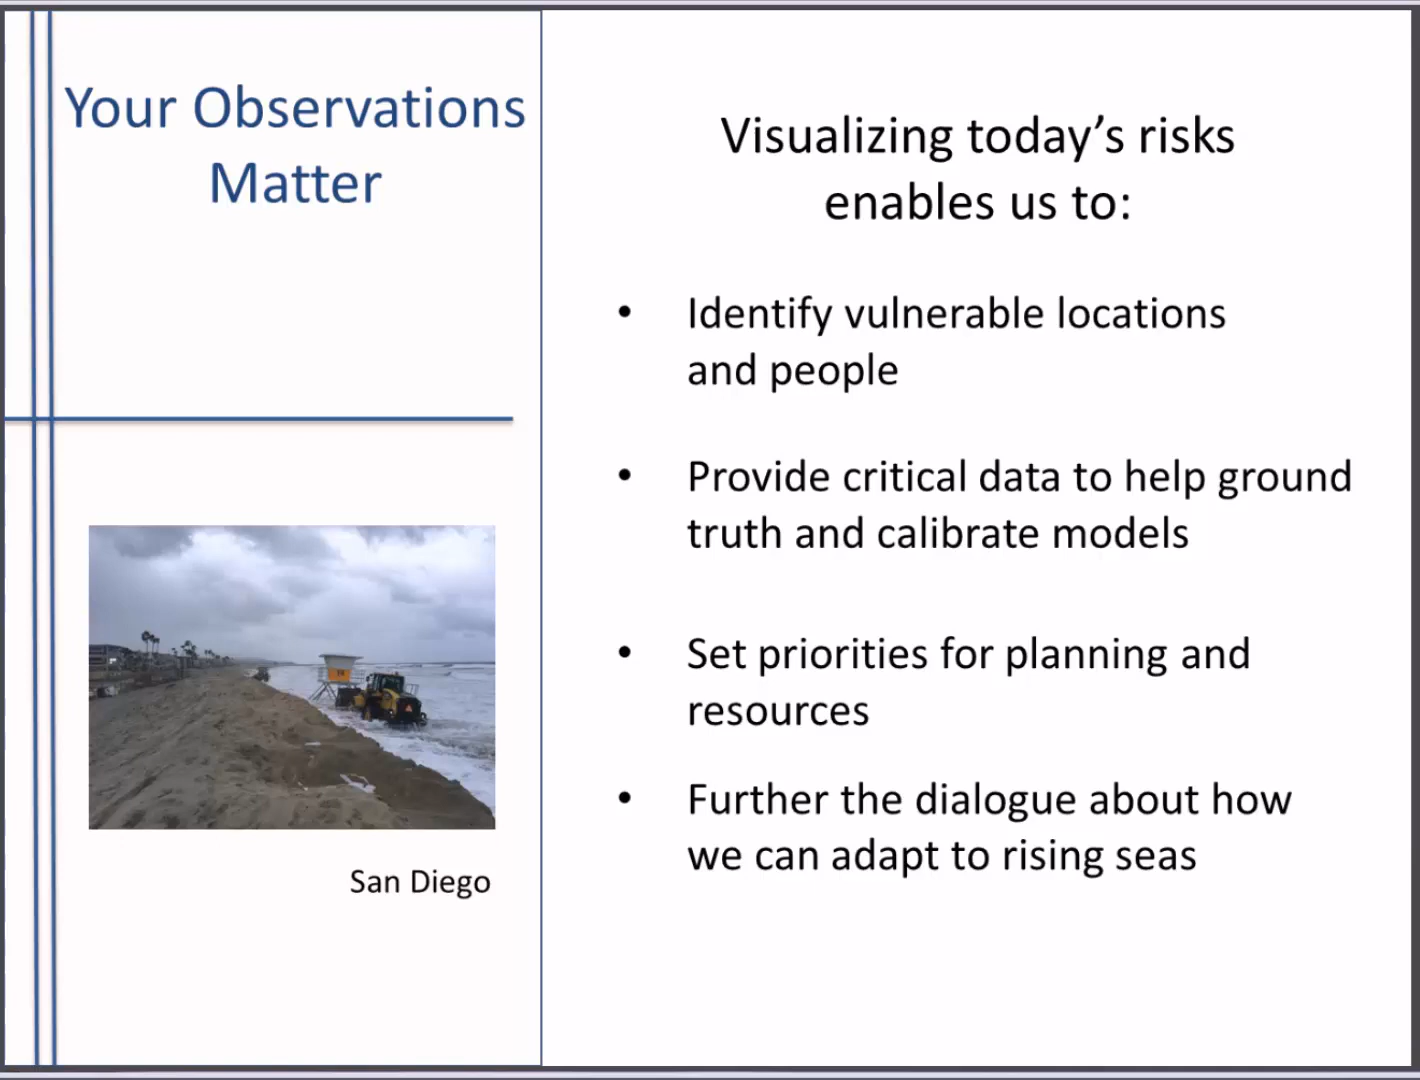 Your Observations
Matter
San Diego
Visualizing today’s risks
enables us to:
• Identify vulnerable locations
and people
• Provide critical data to help ground
truth and calibrate models
• Set priorities for planning and
resources
• Further the dialogue about how
we can adapt to rising seas